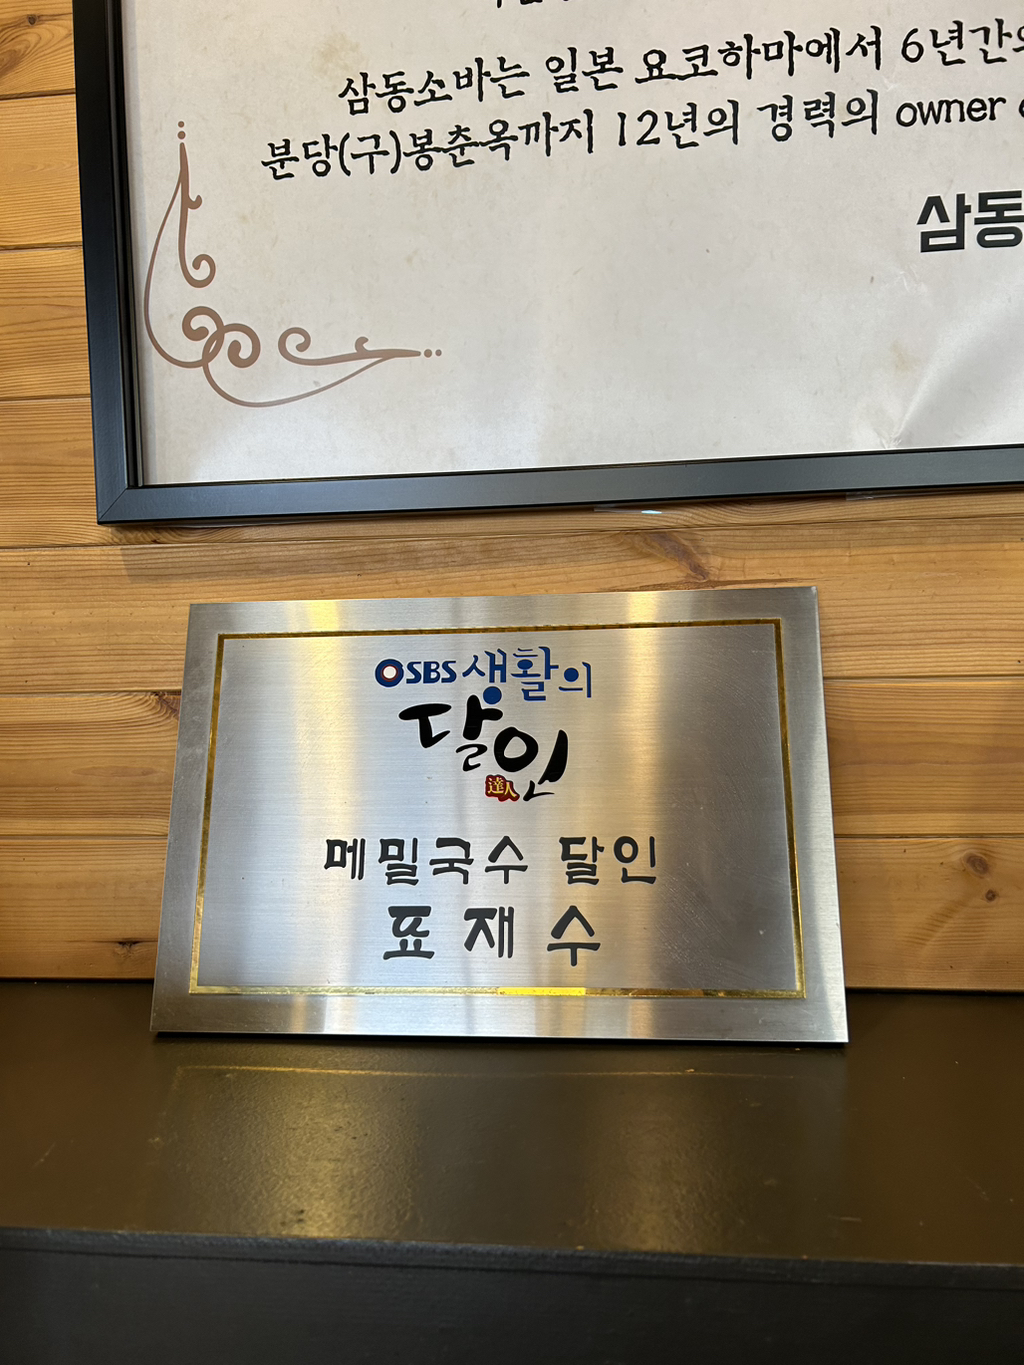 삼동소바는 일본 요코하마에서 6년간의
분당(구)봉춘옥까지 12년의 경력의 owner
삼동
SBS 생활의
달인
達人
메밀국수 달인
표재수